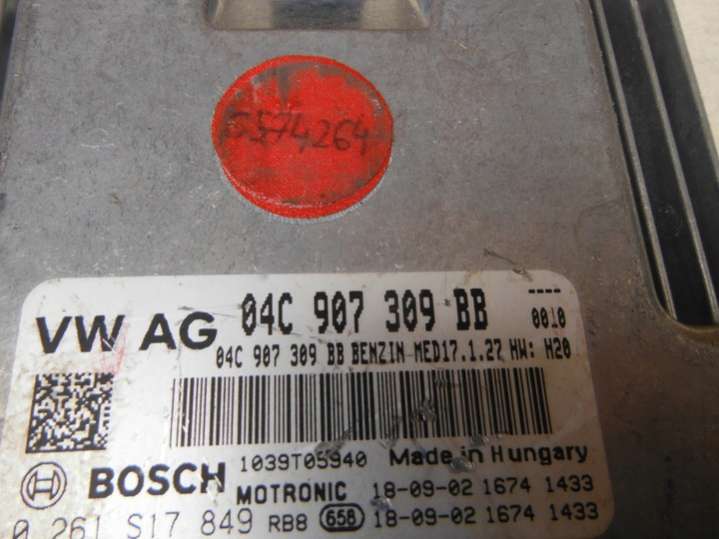 5574264
VW AG 04C 907 309 BB ----
0010
04C 907 309 BB BENZIN MED17.1.27 HW: H20
1039T05940 Made in Hungary
BOSCH MOTRONIC 18-09-02 1674 1433
0 261 S17 849 RB8 658 18-09-02 1674 1433